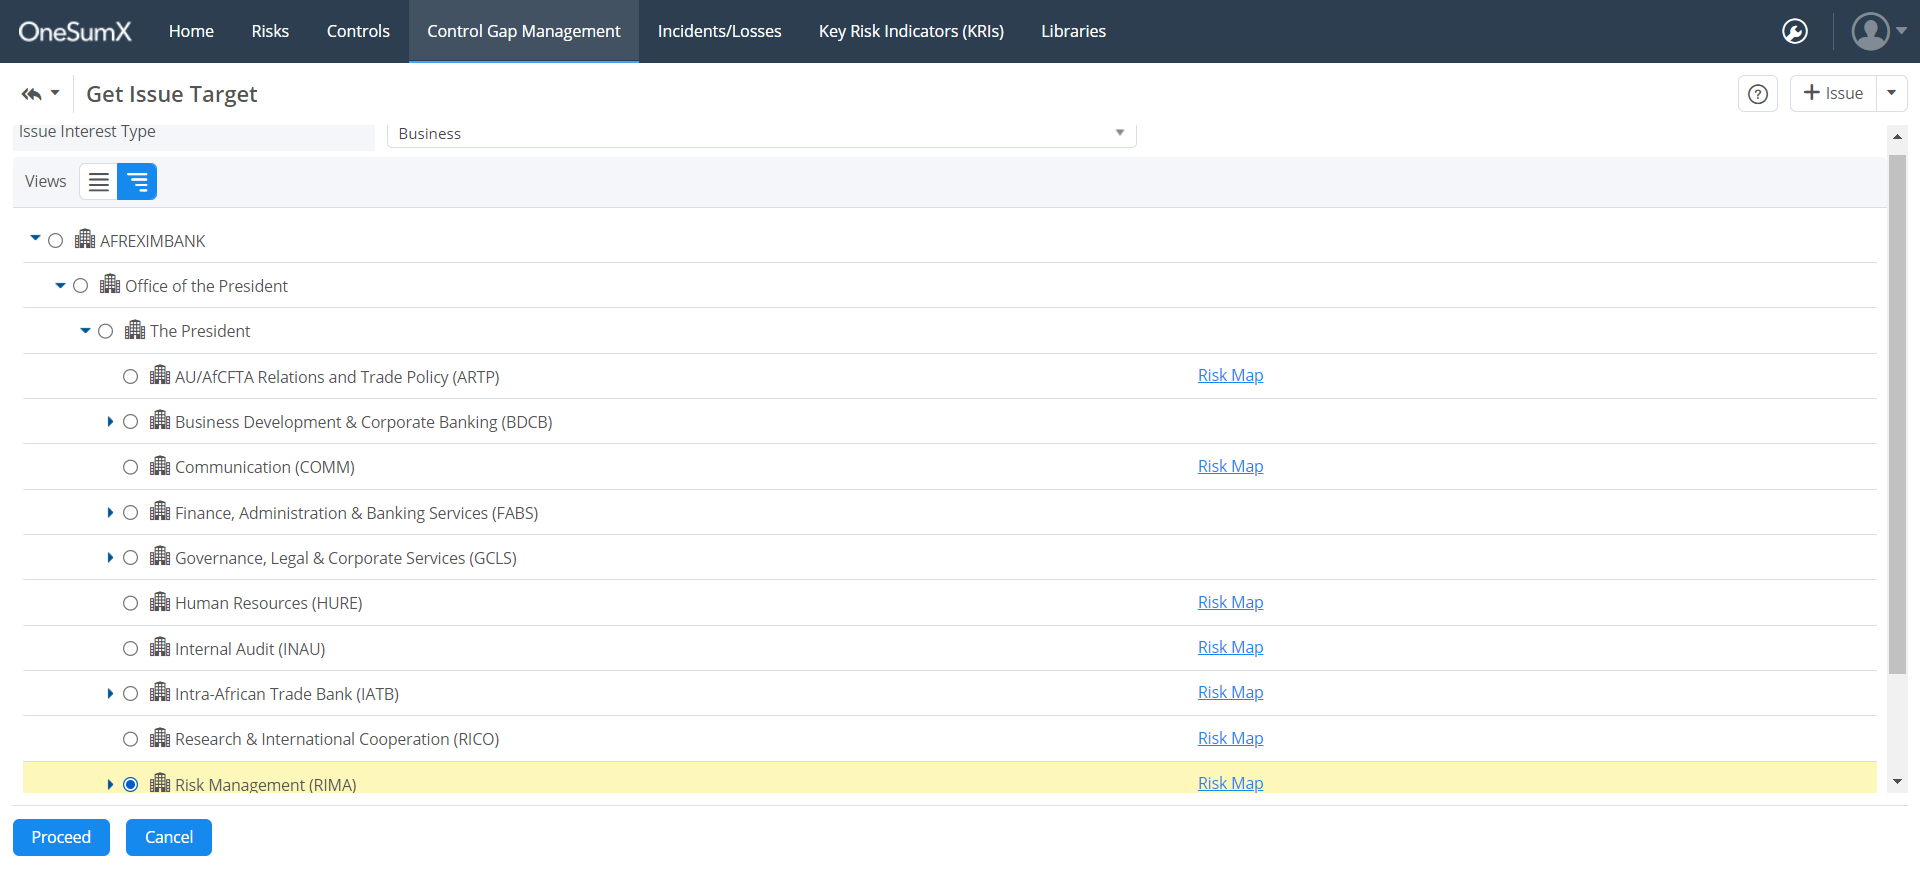 OneSumX Home Risks Controls Control Gap Management Incidents/Losses Key Risk Indicators (KRIs) Libraries
Get Issue Target
? + Issue
Issue Interest Type Business
Views
AFREXIMBANK
Office of the President
The President
AU/AfCFTA Relations and Trade Policy (ARTP) Risk Map
Business Development & Corporate Banking (BDCB)
Communication (COMM) Risk Map
Finance, Administration & Banking Services (FABS)
Governance, Legal & Corporate Services (GCLS)
Human Resources (HURE) Risk Map
Internal Audit (INAU) Risk Map
Intra-African Trade Bank (IATB) Risk Map
Research & International Cooperation (RICO) Risk Map
Risk Management (RIMA) Risk Map
Proceed Cancel